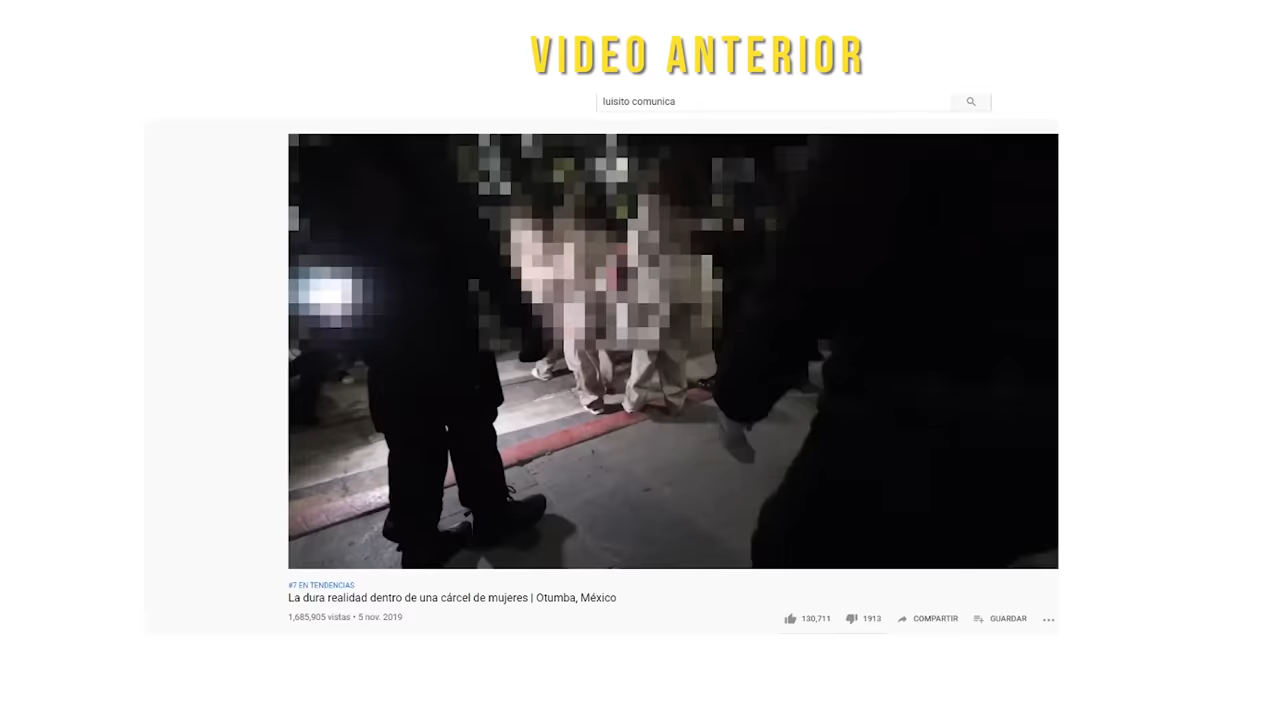 VIDEO ANTERIOR
luisito comunica
#7 EN TENDENCIAS
La dura realidad dentro de una cárcel de mujeres | Otumba, México
1,685,905 vistas • 5 nov. 2019
130,711 1913 COMPARTIR GUARDAR ...